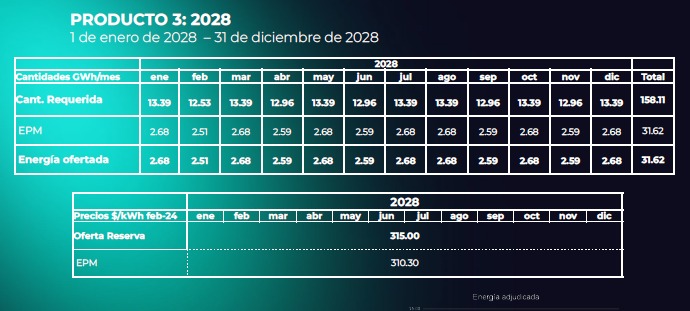 PRODUCTO 3: 2028
1 de enero de 2028 – 31 de diciembre de 2028
2028
Cantidades GWh/mes ene feb mar abr may jun jul ago sep oct nov dic Total
Cant. Requerida 13.39 12.53 13.39 12.96 13.39 12.96 13.39 13.39 12.96 13.39 12.96 13.39 158.11
EPM 2.68 2.51 2.68 2.59 2.68 2.59 2.68 2.68 2.59 2.68 2.59 2.68 31.62
Energía ofertada 2.68 2.51 2.68 2.59 2.68 2.59 2.68 2.68 2.59 2.68 2.59 2.68 31.62
2028
Precios $/kWh feb-24 ene feb mar abr may jun jul ago sep oct nov dic
Oferta Reserva 315.00
EPM 310.30
Energía adjudicada